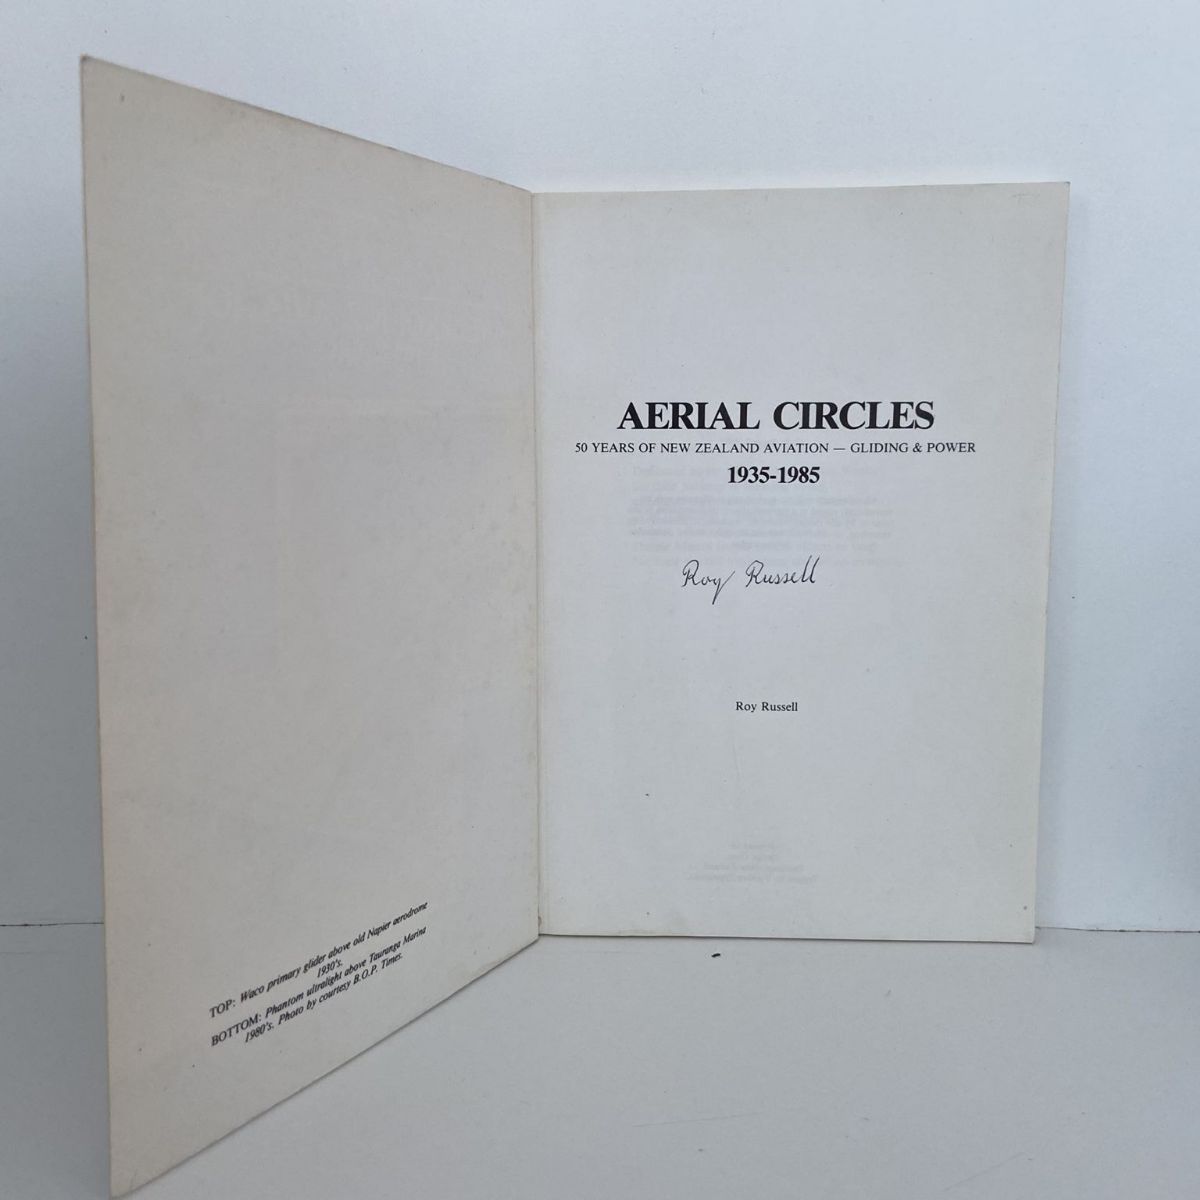 TOP: Waco primary glider above old Napier aerodrome
1930's.
BOTTOM: Phantom ultralight above Tauranga Marina
1980's. Photo by courtesy B.O.P. Times.
AERIAL CIRCLES
50 YEARS OF NEW ZEALAND AVIATION — GLIDING & POWER
1935-1985
Roy Russell
Roy Russell